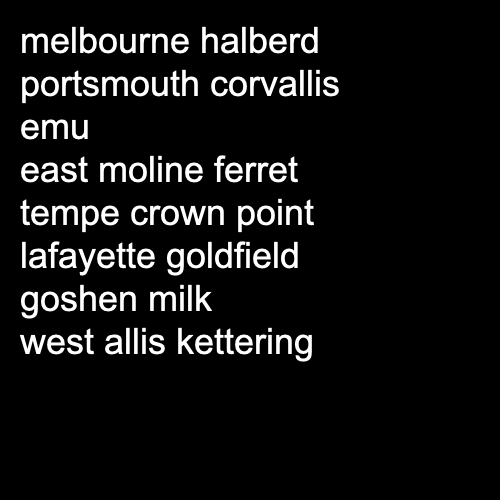 melbourne halberd
portsmouth corvallis
emu
east moline ferret
tempe crown point
lafayette goldfield
goshen milk
west allis kettering